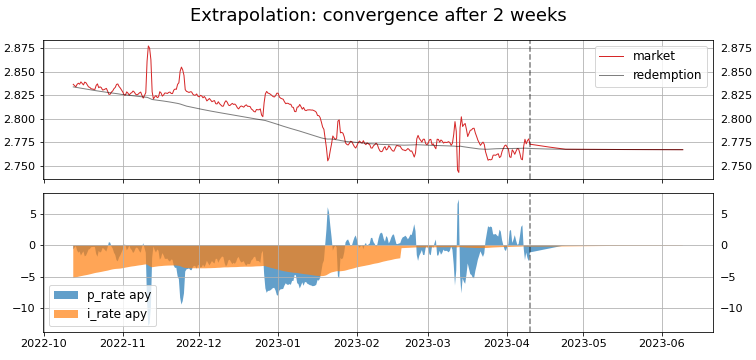 Extrapolation: convergence after 2 weeks
2.875 2.875
2.850 2.850
2.825 2.825
2.800 2.800
2.775 2.775
2.750 2.750
market
redemption
5 5
0 0
−5 −5
−10 −10
p_rate apy
i_rate apy
2022-10 2022-11 2022-12 2023-01 2023-02 2023-03 2023-04 2023-05 2023-06